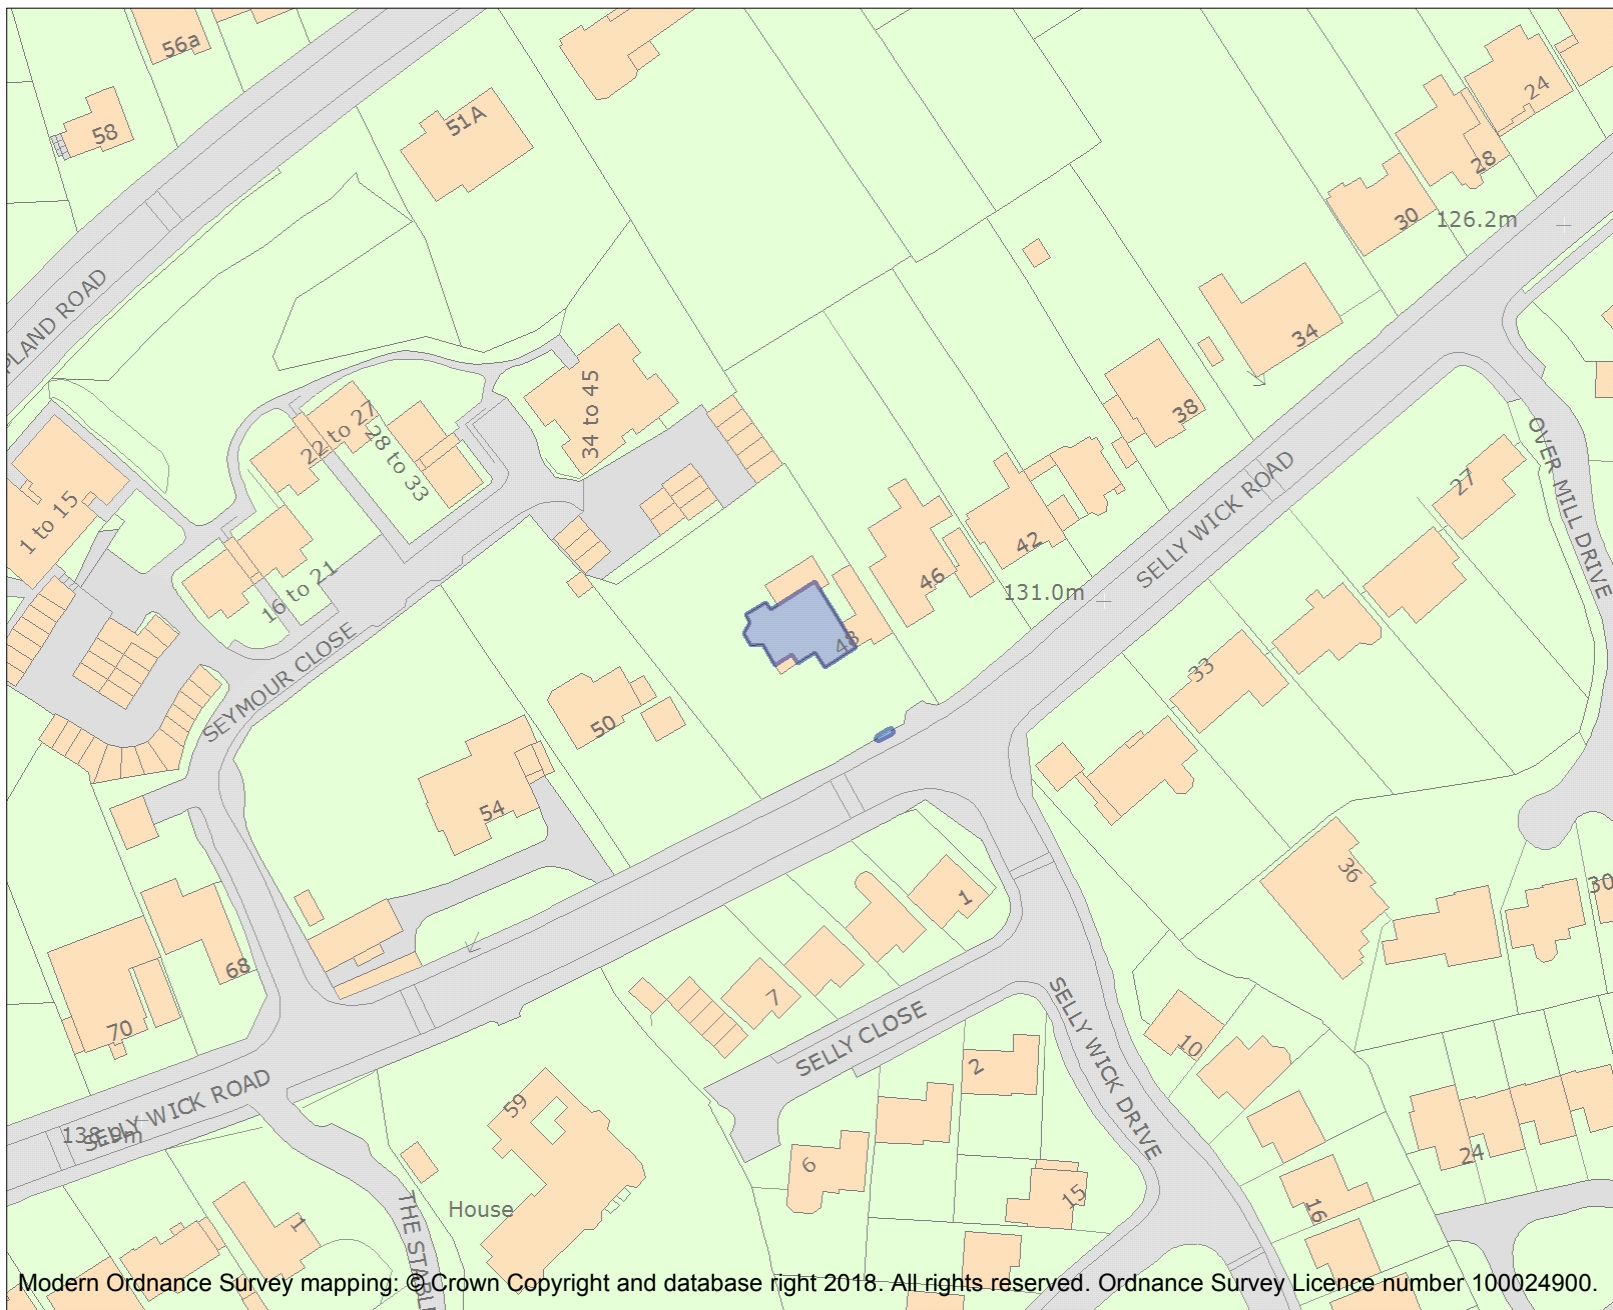 56a
58
51A
24
28
30
126.2m
PLAND ROAD
34
34 to 45
22 to 27
28 to 33
38
OVER MILL DRIVE
27
SELLY WICK ROAD
1 to 15
42
46
131.0m
16 to 21
48
33
SEYMOUR CLOSE
50
54
36
30
1
68
7
70
SELLY CLOSE
SELLY WICK DRIVE
10
2
59
SELLY WICK ROAD
138.9m
24
6
15
16
House
1
THE STABL
Modern Ordnance Survey mapping: © Crown Copyright and database right 2018. All rights reserved. Ordnance Survey Licence number 100024900.